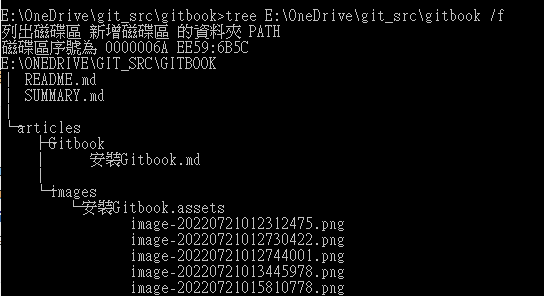 E:\OneDrive\git_src\gitbook>tree E:\OneDrive\git_src\gitbook /f
列出磁碟區 新增磁碟區 的資料夾 PATH
磁碟區序號為 0000006A EE59:6B5C
E:\ONEDRIVE\GIT_SRC\GITBOOK
│  README.md
│  SUMMARY.md
│
└─articles
    ├─Gitbook
    │      安裝Gitbook.md
    │
    └─images
        └─安裝Gitbook.assets
                image-20220721012312475.png
                image-20220721012730422.png
                image-20220721012744001.png
                image-20220721013445978.png
                image-20220721015810778.png